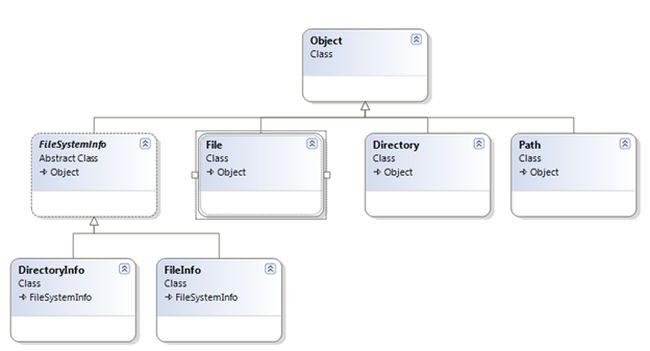 Object
Class
FileSystemInfo
Abstract Class
Object
File
Class
Object
Directory
Class
Object
Path
Class
Object
DirectoryInfo
Class
FileSystemInfo
FileInfo
Class
FileSystemInfo